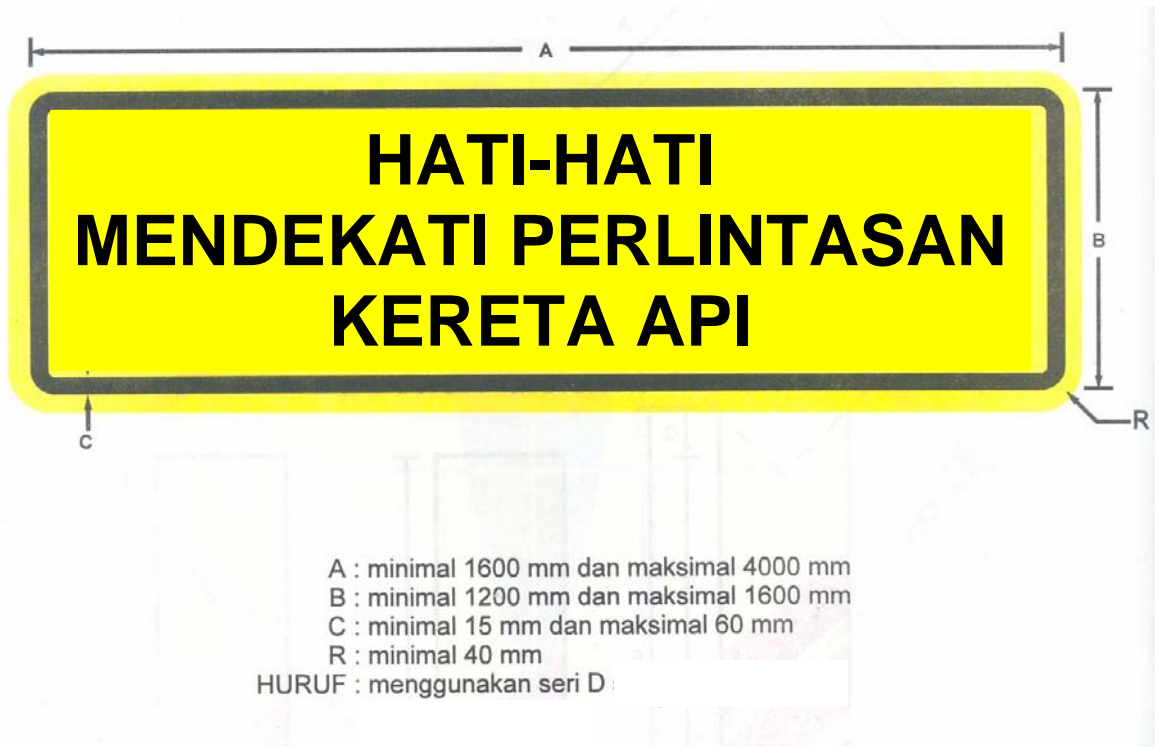 A
HATI-HATI
MENDEKATI PERLINTASAN
KERETA API
B
C
R
A : minimal 1600 mm dan maksimal 4000 mm
B : minimal 1200 mm dan maksimal 1600 mm
C : minimal 15 mm dan maksimal 60 mm
R : minimal 40 mm
HURUF : menggunakan seri D